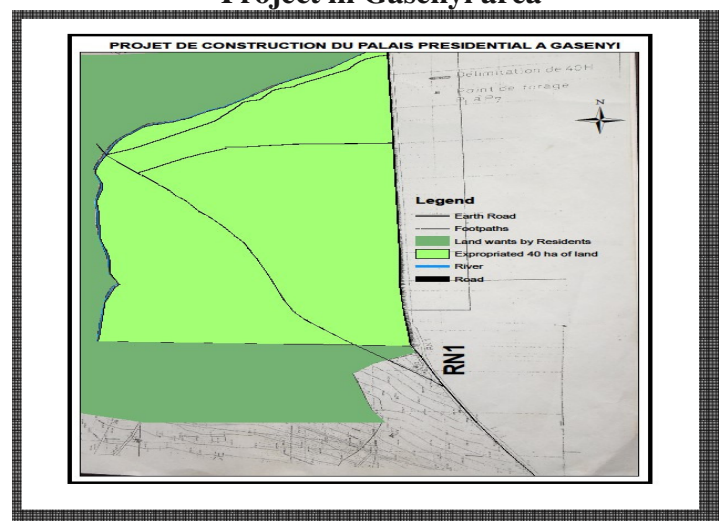 Project in Gasenyi area
PROJET DE CONSTRUCTION DU PALAIS PRESIDENTIAL A GASENYI
Délimitation de 40H
Point de forage
N
Legend
Earth Road
Footpaths
Land wants by Residents
Expropriated 40 ha of land
River
Road
RN1